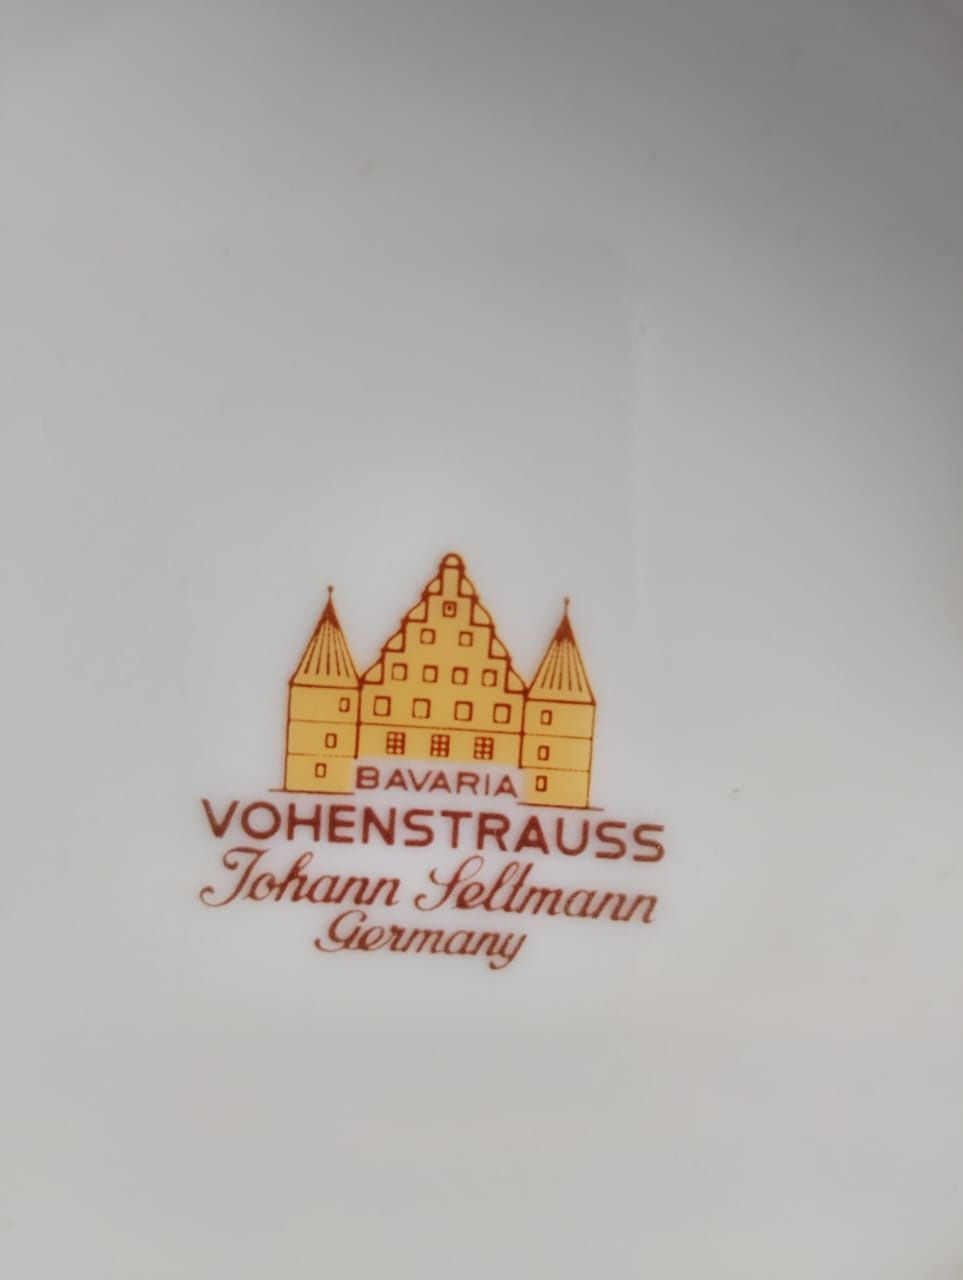 BAVARIA
VOHENSTRAUSS
Johann Seltmann
Germany